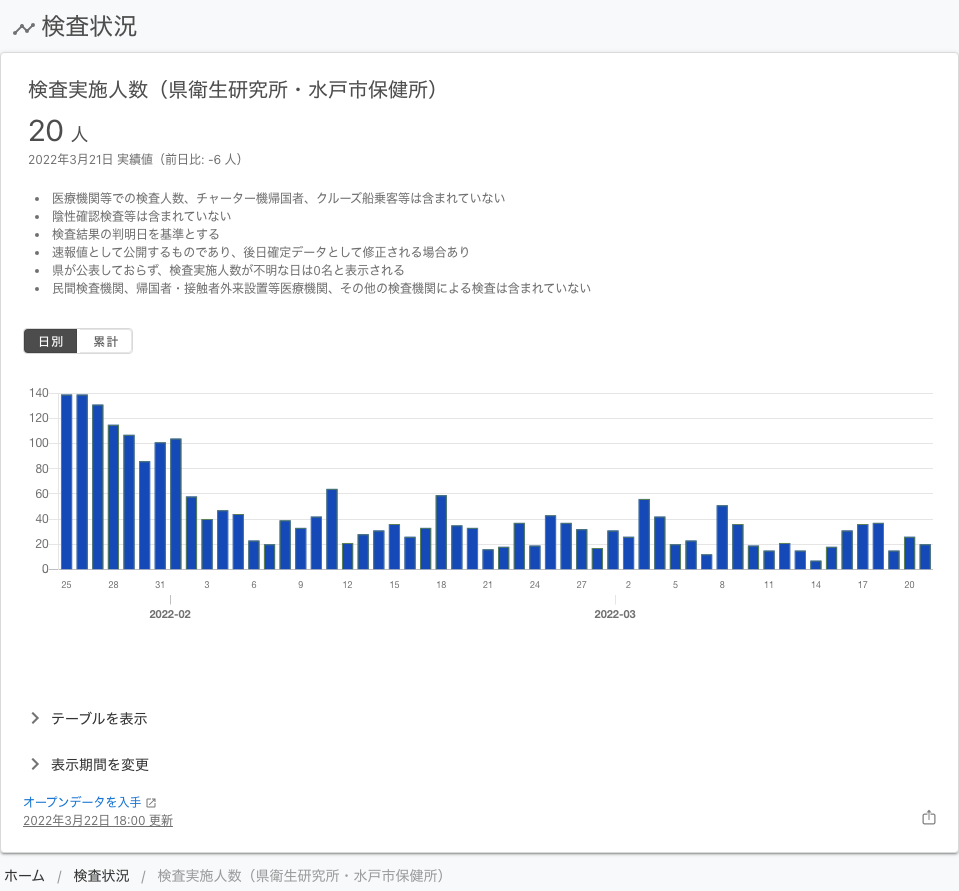 検査状況
検査実施人数（県衛生研究所・水戸市保健所）
20 人
2022年3月21日 実績値（前日比: -6 人）
医療機関等での検査人数、チャーター機帰国者、クルーズ船乗客等は含まれていない
陰性確認検査等は含まれていない
検査結果の判明日を基準とする
速報値として公開するものであり、後日確定データとして修正される場合あり
県が公表しておらず、検査実施人数が不明な日は0名と表示される
民間検査機関、帰国者・接触者外来設置等医療機関、その他の検査機関による検査は含まれていない
日別 累計
140
120
100
80
60
40
20
0
25 28 31 3 6 9 12 15 18 21 24 27 2 5 8 11 14 17 20
2022-02 2022-03
テーブルを表示
表示期間を変更
オープンデータを入手
2022年3月22日 18:00 更新
ホーム / 検査状況 / 検査実施人数（県衛生研究所・水戸市保健所）